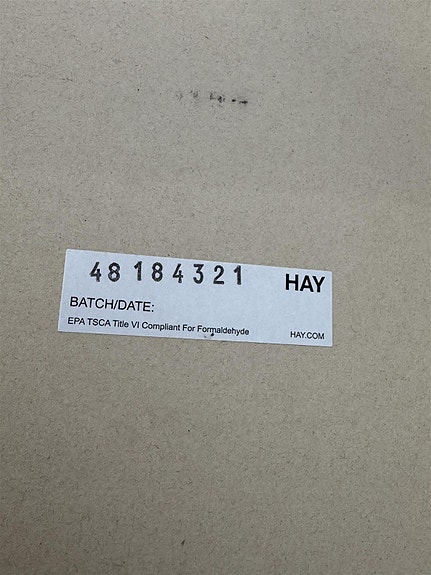 48 184321
HAY
BATCH/DATE:
EPA TSCA Title VI Compliant For Formaldehyde
HAY.COM